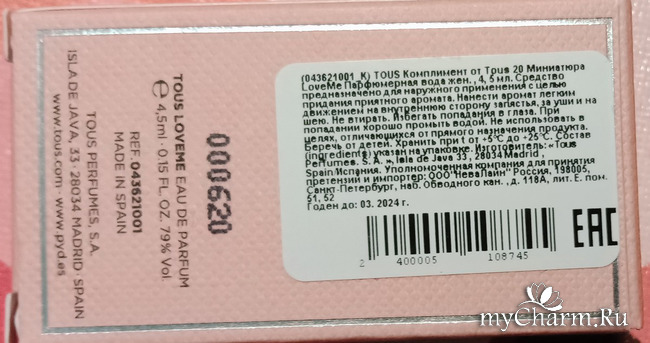 TOUS LOVEME EAU DE PARFUM
℮ 4,5ml · 0.15 FL.OZ. 79% Vol.
REF. 043621001
MADE IN SPAIN
TOUS PERFUMES, S.A.
ISLA DE JAVA, 33 · 28034 MADRID · SPAIN
www.tous.com · www.pyd.es
000620
(043621001_K) TOUS Комплимент от Tous 20 Миниатюра
LoveMe Парфюмерная вода жен., 4,5 мл. Средство
предназначено для наружного применения с целью
придания приятного аромата. Нанести аромат легким
движением на внутреннюю сторону запястья, за уши и на
шею. Не втирать. Избегать попадания в глаза. При
попадании хорошо промыть водой. Не использовать в
целях, отличающихся от прямого назначения продукта.
Беречь от детей. Хранить при t от +5°C до +25°C. Состав
(ingredients) указан на упаковке. Изготовитель: «Tous
Perfumes, S. A. », Isla de Java 33, 28034 Madrid,
Spain/Испания. Уполномоченная компания для принятия
претензий и импортер: ООО "НеваЛайн" Россия, 198005,
Санкт-Петербург, наб. Обводного кан., д. 118А, лит. Е, пом.
51, 52
Годен до: 03. 2024 г.
2 400005 108745
EAC
myCharm.Ru